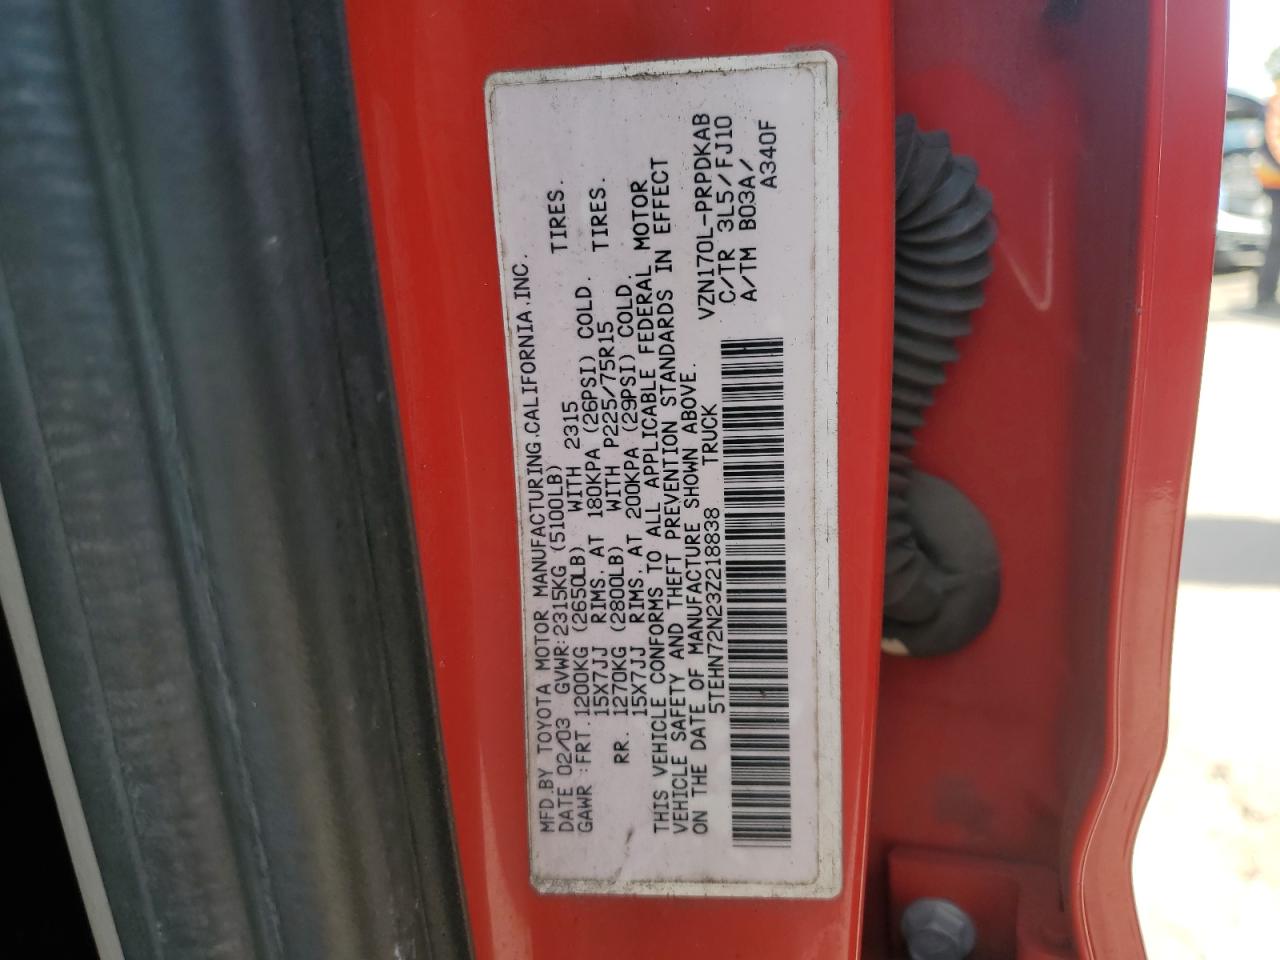 MFD.BY TOYOTA MOTOR MANUFACTURING.CALIFORNIA.INC.
DATE 02/03 GVWR:2315KG (5100LB)
GAWR :FRT.1200KG (2650LB) WITH 2315 TIRES.
15X7JJ RIMS. AT 180KPA (26PSI) COLD.
RR. 1270KG (2800LB) WITH P225/75R15 TIRES.
15X7JJ RIMS. AT 200KPA (29PSI) COLD.
THIS VEHICLE CONFORMS TO ALL APPLICABLE FEDERAL MOTOR
VEHICLE SAFETY AND THEFT PREVENTION STANDARDS IN EFFECT
ON THE DATE OF MANUFACTURE SHOWN ABOVE.
5TEHN72N23Z218838 TRUCK
VZN170L-PRPDKAB
C/TR 3L5/FJ10
A/TM B03A/
A340F